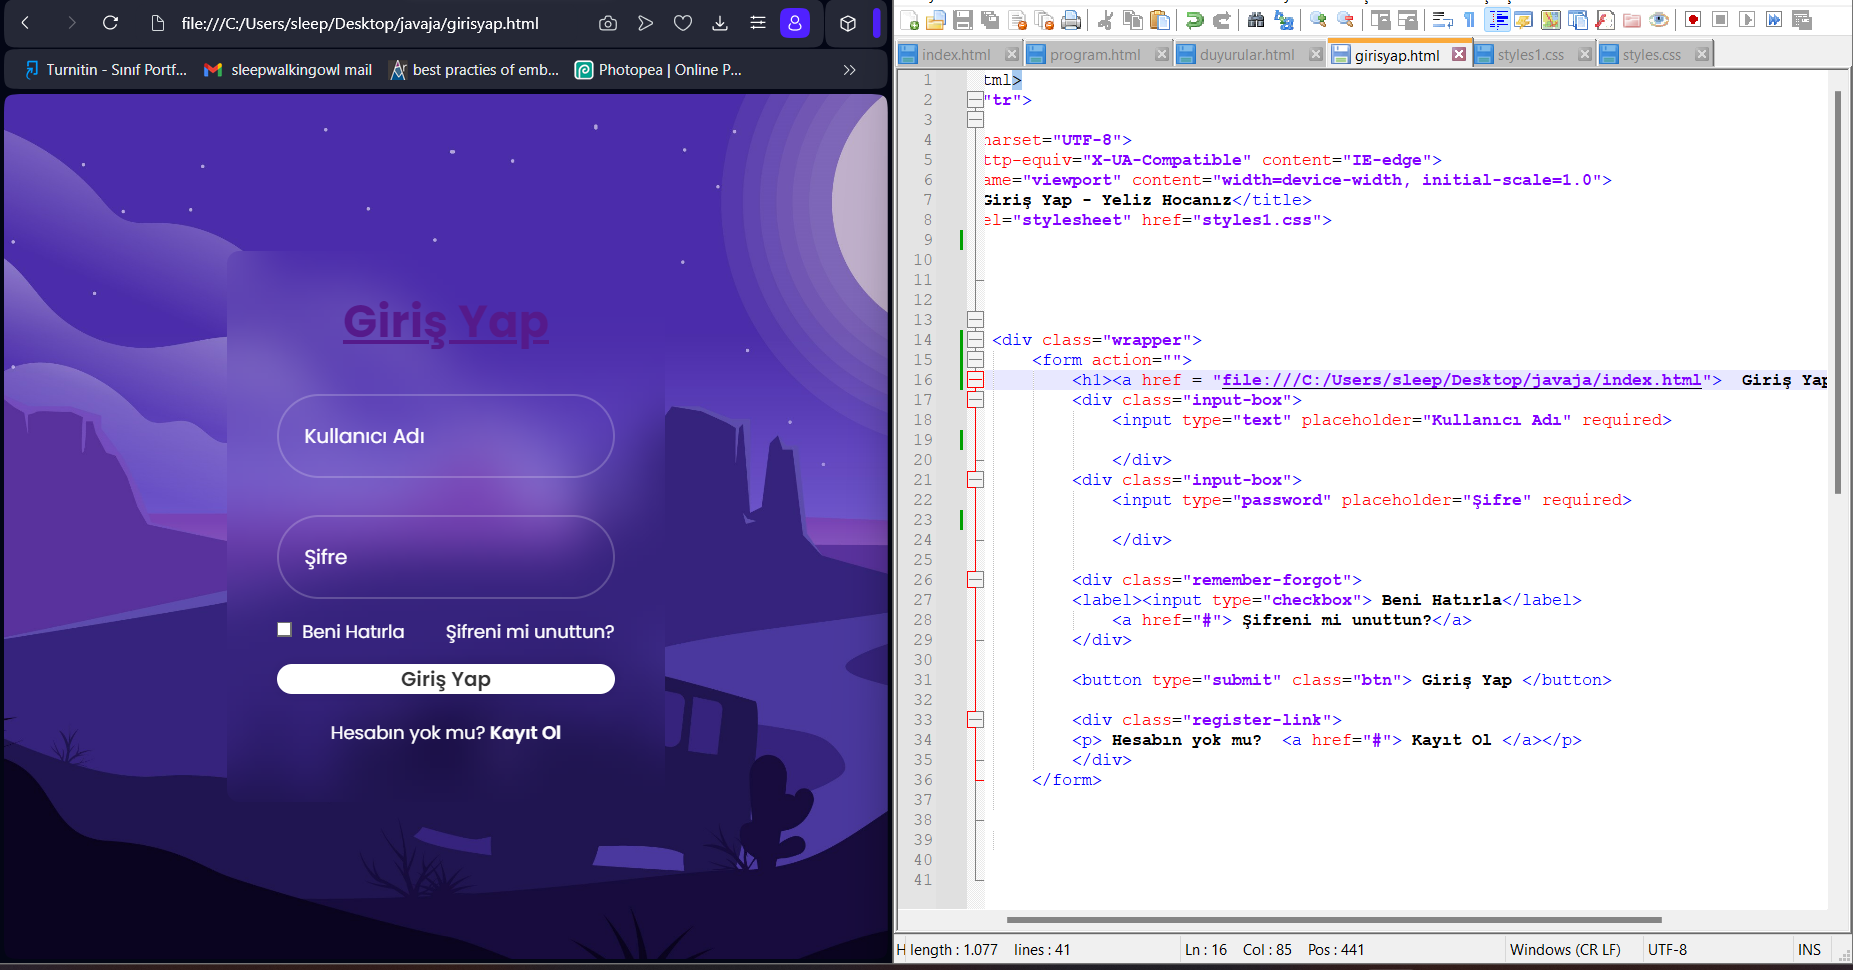 file:///C:/Users/sleep/Desktop/javaja/girisyap.html
Turnitin - Sınıf Portf... sleepwalkingowl mail best practies of emb... Photopea | Online P...
Giriş Yap
Kullanıcı Adı
Şifre
Beni Hatırla Şifreni mi unuttun?
Giriş Yap
Hesabın yok mu? Kayıt Ol
index.html program.html duyurular.html girisyap.html styles1.css styles.css
1 tml>
2 "tr">
3
4 harset="UTF-8">
5 ttp-equiv="X-UA-Compatible" content="IE-edge">
6 ame="viewport" content="width=device-width, initial-scale=1.0">
7 Giriş Yap - Yeliz Hocanız</title>
8 el="stylesheet" href="styles1.css">
9
10
11
12
13
14 <div class="wrapper">
15 <form action="">
16 <h1><a href = "file:///C:/Users/sleep/Desktop/javaja/index.html"> Giriş Yap
17 <div class="input-box">
18 <input type="text" placeholder="Kullanıcı Adı" required>
19
20 </div>
21 <div class="input-box">
22 <input type="password" placeholder="Şifre" required>
23
24 </div>
25
26 <div class="remember-forgot">
27 <label><input type="checkbox"> Beni Hatırla</label>
28 <a href="#"> Şifreni mi unuttun?</a>
29 </div>
30
31 <button type="submit" class="btn"> Giriş Yap </button>
32
33 <div class="register-link">
34 <p> Hesabın yok mu? <a href="#"> Kayıt Ol </a></p>
35 </div>
36 </form>
37
38
39
40
41
H length : 1.077 lines : 41 Ln : 16 Col : 85 Pos : 441 Windows (CR LF) UTF-8 INS